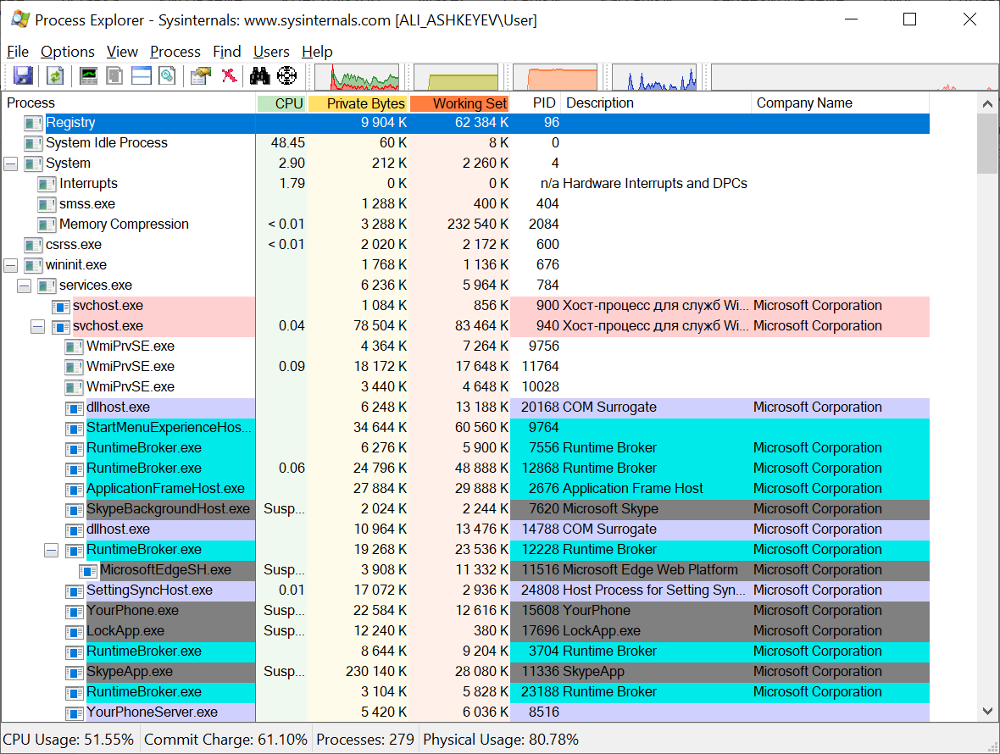 Process Explorer - Sysinternals: www.sysinternals.com [ALI_ASHKEYEV\User]
File Options View Process Find Users Help
Process CPU Private Bytes Working Set PID Description Company Name
Registry 9 904 K 62 384 K 96
System Idle Process 48.45 60 K 8 K 0
System 2.90 212 K 2 260 K 4
Interrupts 1.79 0 K 0 K n/a Hardware Interrupts and DPCs
smss.exe 1 288 K 400 K 404
Memory Compression < 0.01 3 288 K 232 540 K 2084
csrss.exe < 0.01 2 020 K 2 172 K 600
wininit.exe 1 768 K 1 136 K 676
services.exe 6 236 K 5 964 K 784
svchost.exe 1 084 K 856 K 900 Хост-процесс для служб Wi... Microsoft Corporation
svchost.exe 0.04 78 504 K 83 464 K 940 Хост-процесс для служб Wi... Microsoft Corporation
WmiPrvSE.exe 4 364 K 7 264 K 9756
WmiPrvSE.exe 0.09 18 172 K 17 648 K 11764
WmiPrvSE.exe 3 440 K 4 648 K 10028
dllhost.exe 6 248 K 13 188 K 20168 COM Surrogate Microsoft Corporation
StartMenuExperienceHos... 34 644 K 60 560 K 9764
RuntimeBroker.exe 6 276 K 5 900 K 7556 Runtime Broker Microsoft Corporation
RuntimeBroker.exe 0.06 24 796 K 48 888 K 12868 Runtime Broker Microsoft Corporation
ApplicationFrameHost.exe 27 884 K 29 888 K 2676 Application Frame Host Microsoft Corporation
SkypeBackgroundHost.exe Susp... 2 024 K 2 244 K 7620 Microsoft Skype Microsoft Corporation
dllhost.exe 10 964 K 13 476 K 14788 COM Surrogate Microsoft Corporation
RuntimeBroker.exe 19 268 K 23 536 K 12228 Runtime Broker Microsoft Corporation
MicrosoftEdgeSH.exe Susp... 3 908 K 11 332 K 11516 Microsoft Edge Web Platform Microsoft Corporation
SettingSyncHost.exe 0.01 17 072 K 2 936 K 24808 Host Process for Setting Syn... Microsoft Corporation
YourPhone.exe Susp... 22 584 K 12 616 K 15608 YourPhone Microsoft Corporation
LockApp.exe Susp... 12 240 K 380 K 17696 LockApp.exe Microsoft Corporation
RuntimeBroker.exe 8 644 K 9 204 K 3704 Runtime Broker Microsoft Corporation
SkypeApp.exe Susp... 230 140 K 28 080 K 11336 SkypeApp Microsoft Corporation
RuntimeBroker.exe 3 104 K 5 828 K 23188 Runtime Broker Microsoft Corporation
YourPhoneServer.exe 5 420 K 6 036 K 8516
CPU Usage: 51.55% Commit Charge: 61.10% Processes: 279 Physical Usage: 80.78%